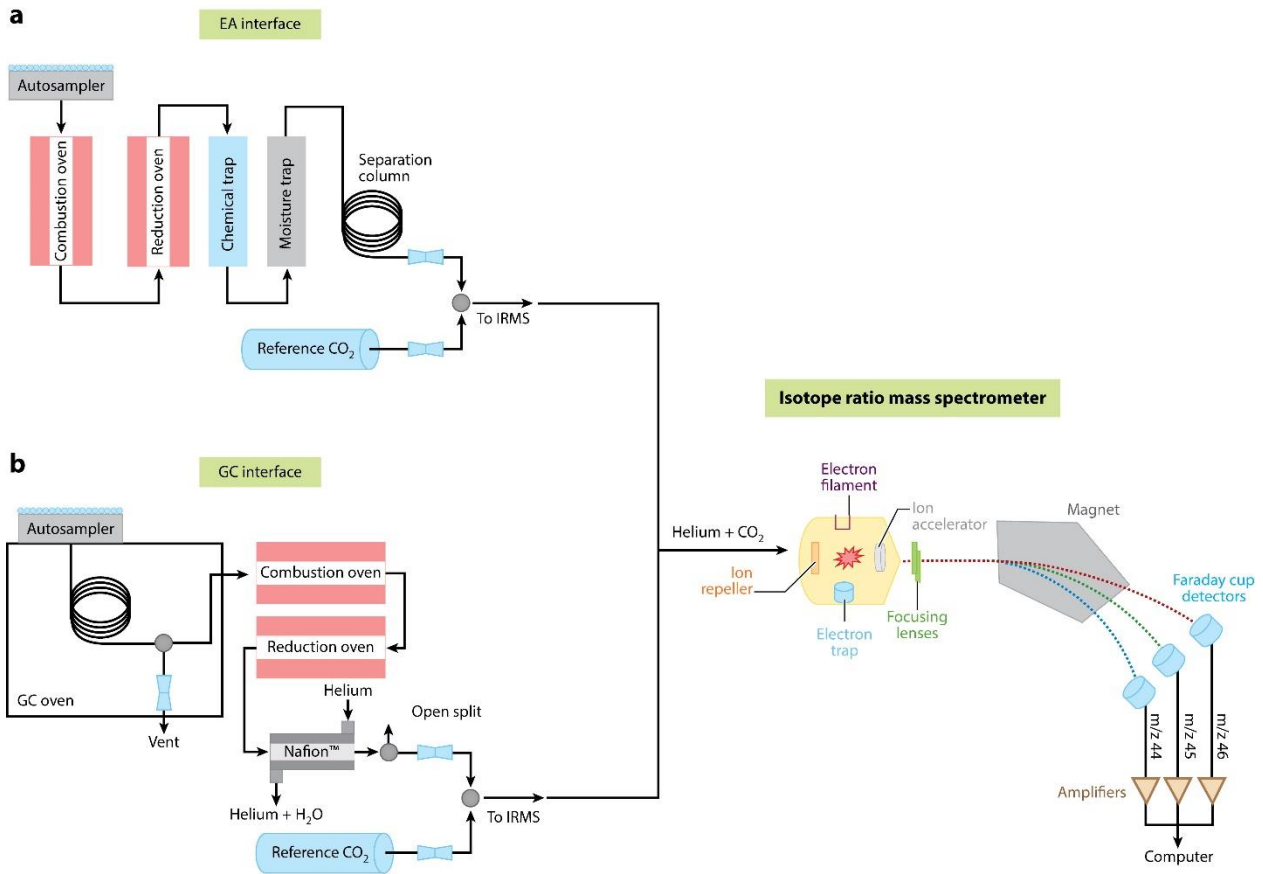 a
EA interface
Autosampler
Combustion oven
Reduction oven
Chemical trap
Moisture trap
Separation
column
To IRMS
Reference CO₂
Isotope ratio mass spectrometer
b
GC interface
Autosampler
Combustion oven
Reduction oven
GC oven
Vent
Helium
Nafion™
Open split
Helium + H₂O
To IRMS
Reference CO₂
Helium + CO₂
Electron
filament
Ion
accelerator
Ion
repeller
Electron
trap
Focusing
lenses
Magnet
Faraday cup
detectors
m/z 44
m/z 45
m/z 46
Amplifiers
Computer